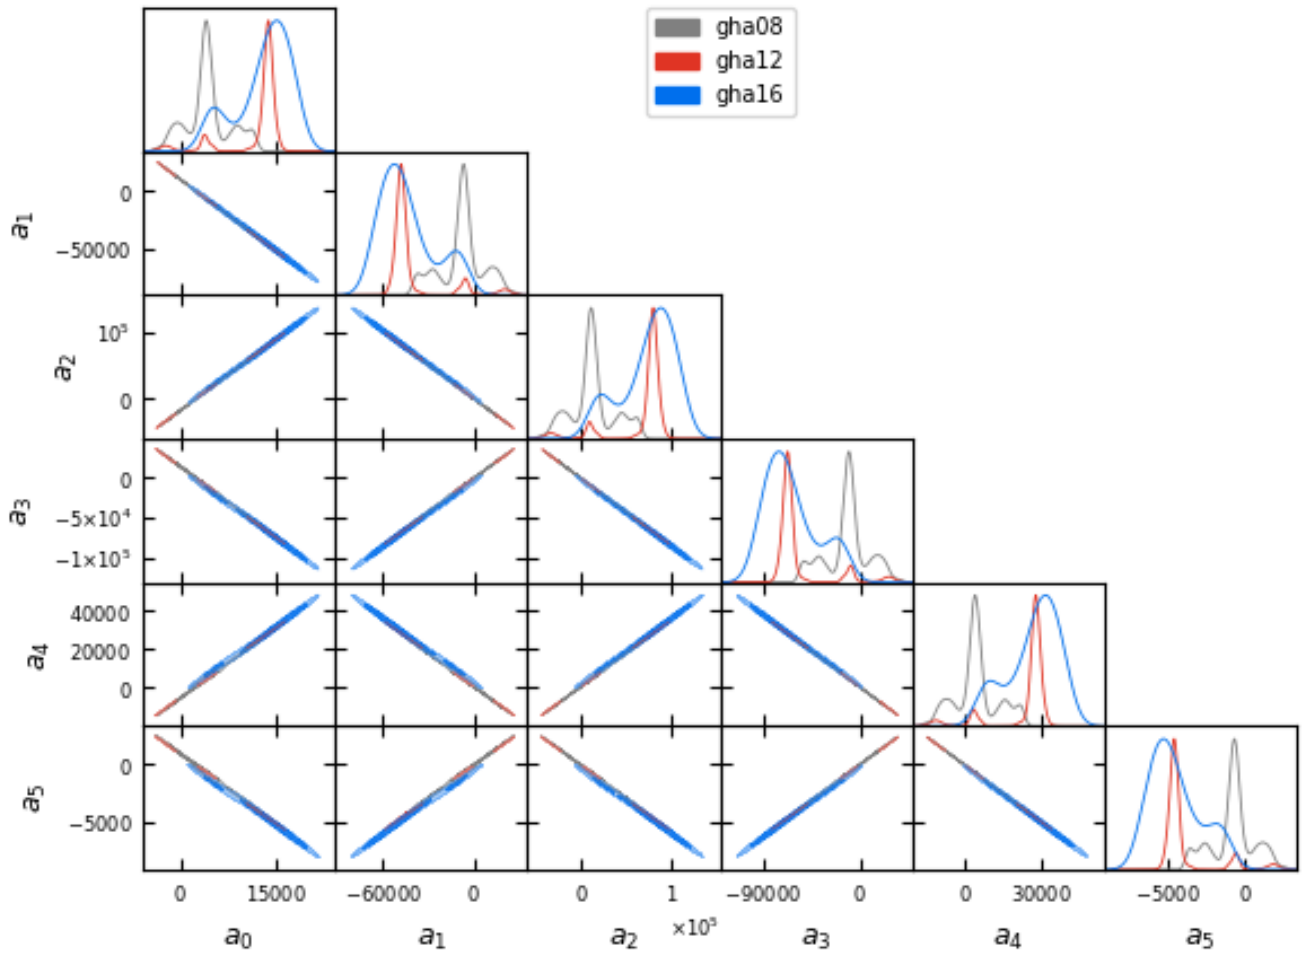 gha08
gha12
gha16
a₁
0
−50000
a₂
10⁵
0
a₃
0
−5×10⁴
−1×10⁵
a₄
40000
20000
0
a₅
0
−5000
0 15000 −60000 0 0 1 −90000 0 0 30000 −5000 0
×10⁵
a₀ a₁ a₂ a₃ a₄ a₅